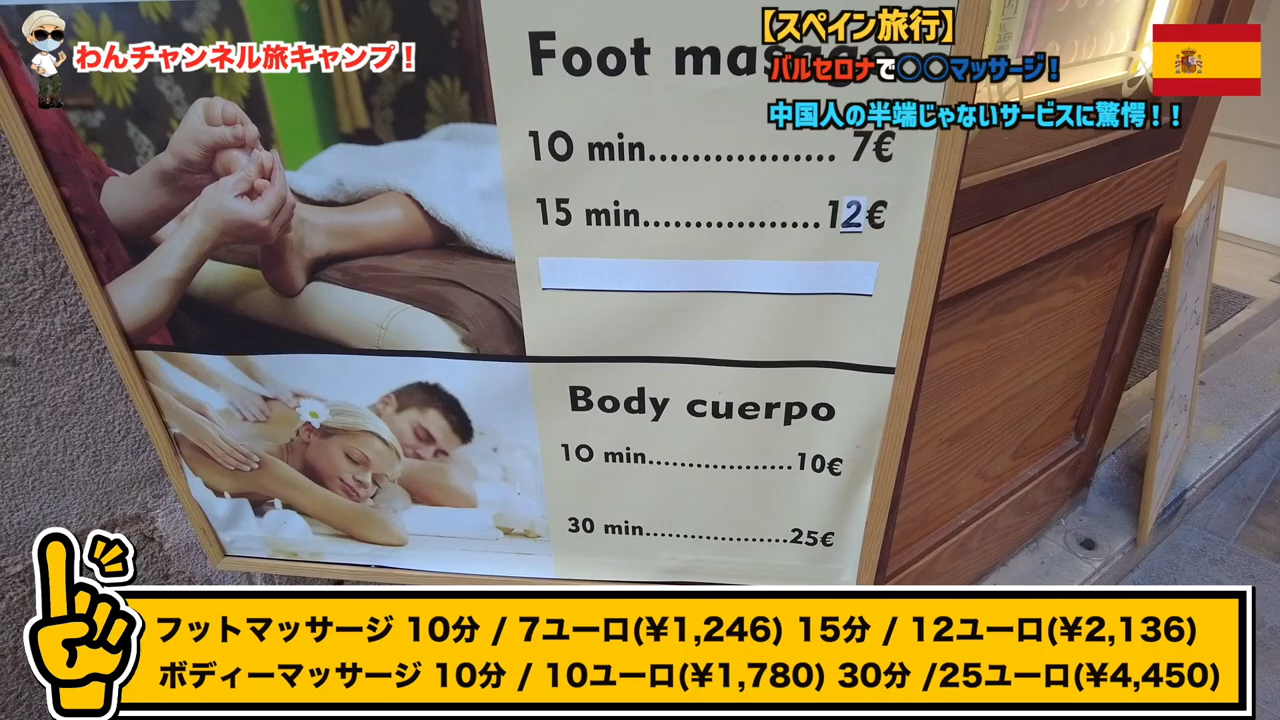 わんチャンネル旅キャンプ！
【スペイン旅行】
バルセロナで○○マッサージ！
中国人の半端じゃないサービスに驚愕！！
Foot masage
10 min.................. 7€
15 min..................12€
Body cuerpo
10 min..................10€
30 min..................25€
フットマッサージ 10分 / 7ユーロ(¥1,246) 15分 / 12ユーロ(¥2,136)
ボディーマッサージ 10分 / 10ユーロ(¥1,780) 30分 /25ユーロ(¥4,450)